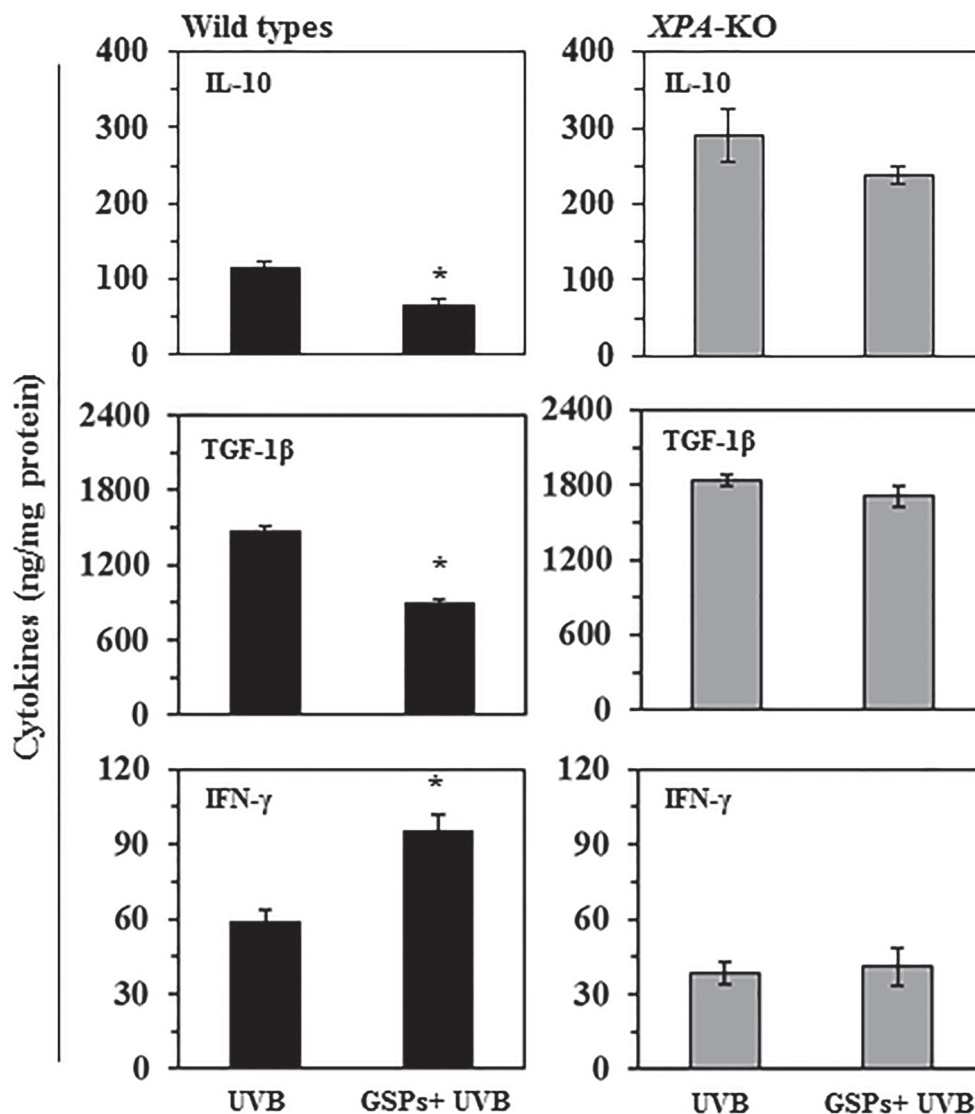 Wild types
XPA-KO
Cytokines (ng/mg protein)
400
300
200
100
0
IL-10
*
400
300
200
100
0
IL-10
2400
1800
1200
600
0
TGF-1β
*
2400
1800
1200
600
0
TGF-1β
120
90
60
30
0
IFN-γ
*
UVB
GSPs+ UVB
120
90
60
30
0
IFN-γ
UVB
GSPs+ UVB